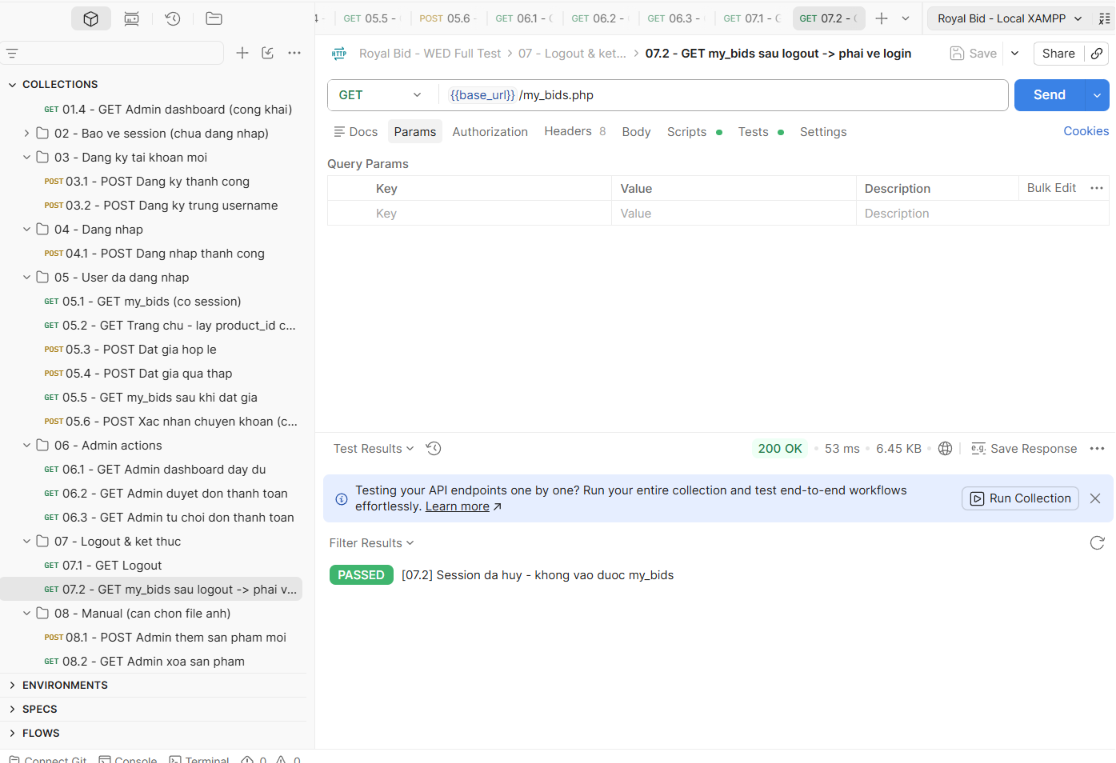 GET 05.5 -
POST 05.6
GET 06.1 -
GET 06.2 -
GET 06.3 -
GET 07.1 -
GET 07.2 -
Royal Bid - Local XAMPP
Royal Bid - WED Full Test > 07 - Logout & ket... > 07.2 - GET my_bids sau logout -> phai ve login
Save
Share
COLLECTIONS
GET 01.4 - GET Admin dashboard (cong khai)
02 - Bao ve session (chua dang nhap)
03 - Dang ky tai khoan moi
POST 03.1 - POST Dang ky thanh cong
POST 03.2 - POST Dang ky trung username
04 - Dang nhap
POST 04.1 - POST Dang nhap thanh cong
05 - User da dang nhap
GET 05.1 - GET my_bids (co session)
GET 05.2 - GET Trang chu - lay product_id c...
POST 05.3 - POST Dat gia hop le
POST 05.4 - POST Dat gia qua thap
GET 05.5 - GET my_bids sau khi dat gia
POST 05.6 - POST Xac nhan chuyen khoan (c...
06 - Admin actions
GET 06.1 - GET Admin dashboard day du
GET 06.2 - GET Admin duyet don thanh toan
GET 06.3 - GET Admin tu choi don thanh toan
07 - Logout & ket thuc
GET 07.1 - GET Logout
GET 07.2 - GET my_bids sau logout -> phai v...
08 - Manual (can chon file anh)
POST 08.1 - POST Admin them san pham moi
GET 08.2 - GET Admin xoa san pham
ENVIRONMENTS
SPECS
FLOWS
Connect Git
Console
Terminal
0
0
GET
{{base_url}} /my_bids.php
Send
Docs
Params
Authorization
Headers 8
Body
Scripts
Tests
Settings
Cookies
Query Params
Key
Value
Description
Bulk Edit
Key
Value
Description
Test Results
200 OK
53 ms
6.45 KB
e.g. Save Response
Testing your API endpoints one by one? Run your entire collection and test end-to-end workflows
effortlessly. Learn more
Run Collection
Filter Results
PASSED [07.2] Session da huy - khong vao duoc my_bids